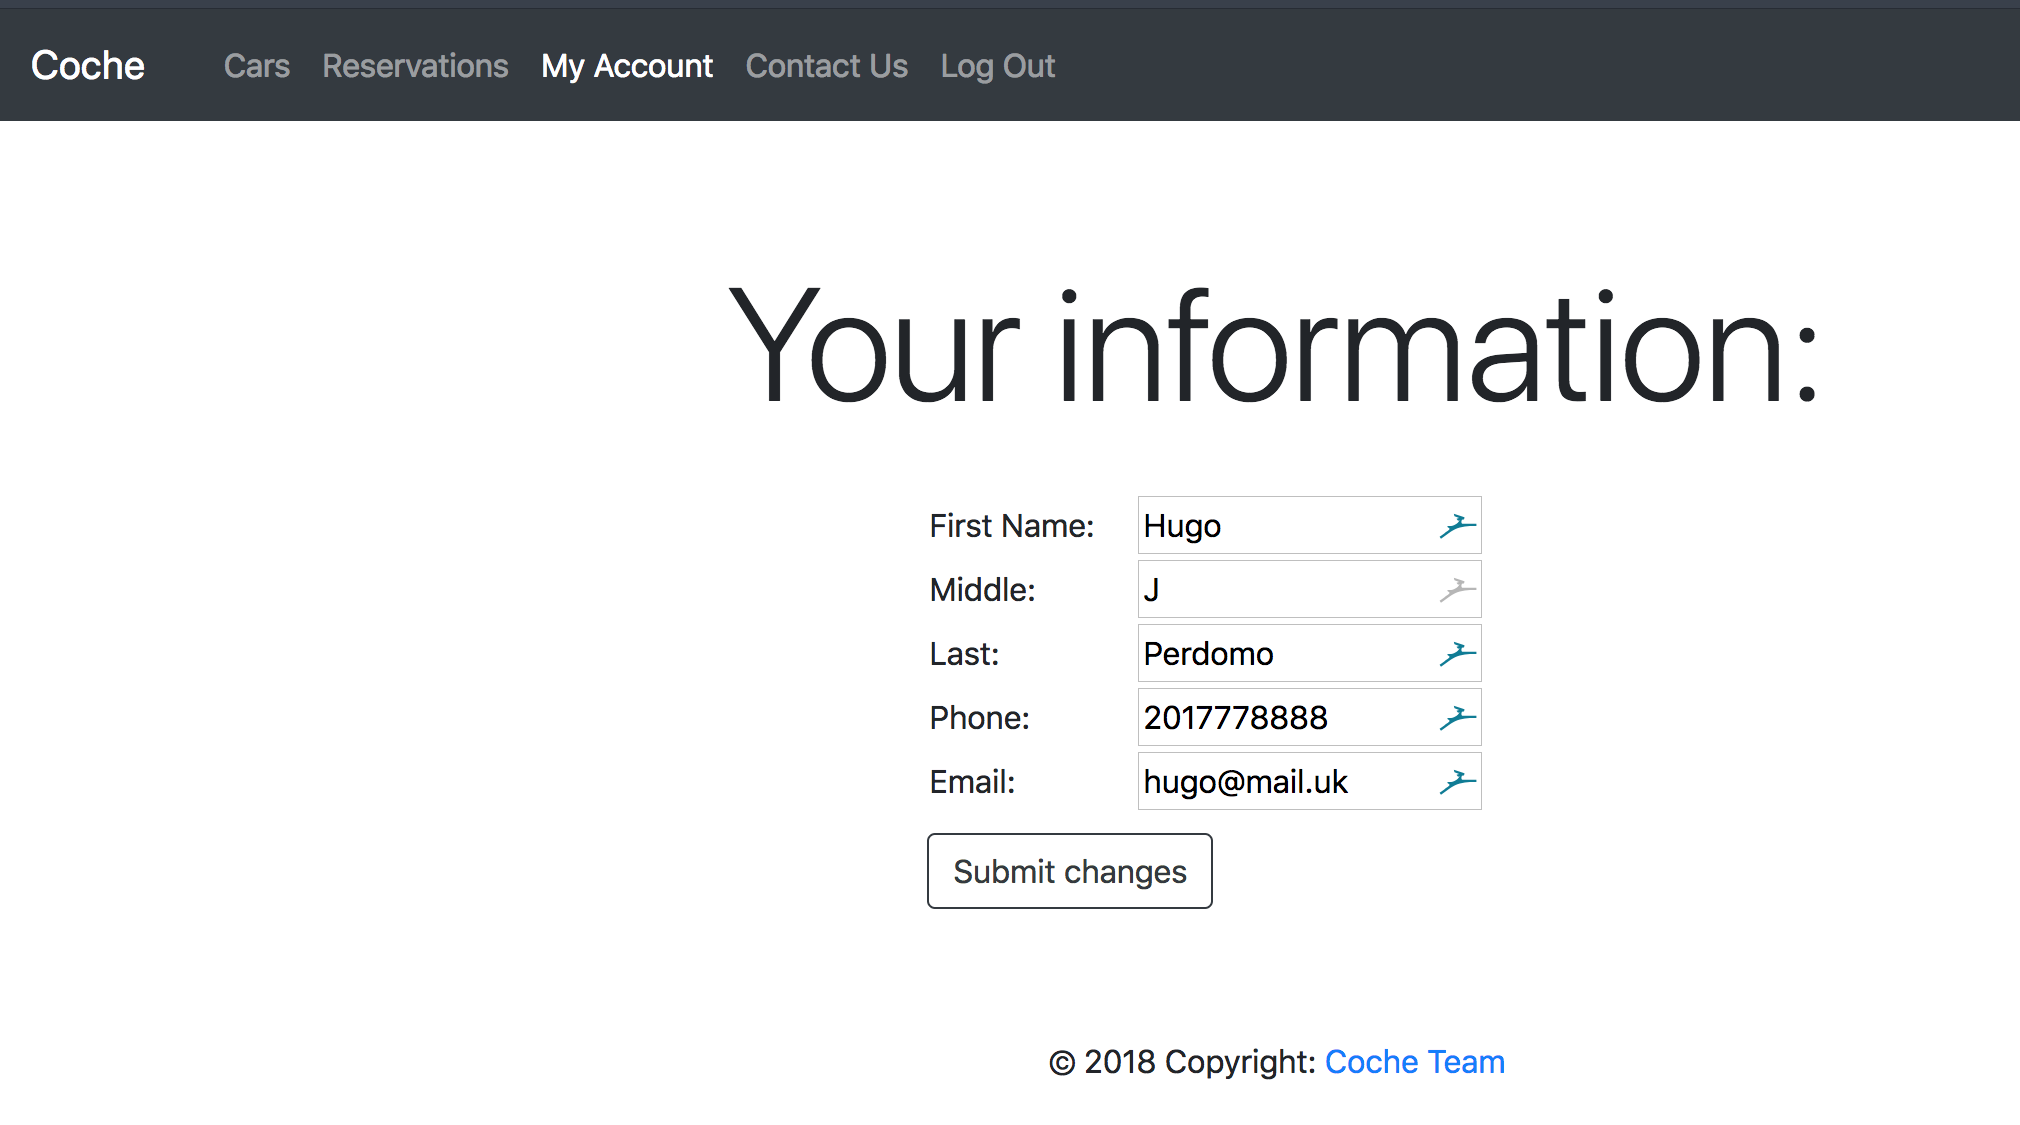 Coche Cars Reservations My Account Contact Us Log Out
Your information:
First Name: Hugo
Middle: J
Last: Perdomo
Phone: 2017778888
Email: hugo@mail.uk
Submit changes
© 2018 Copyright: Coche Team